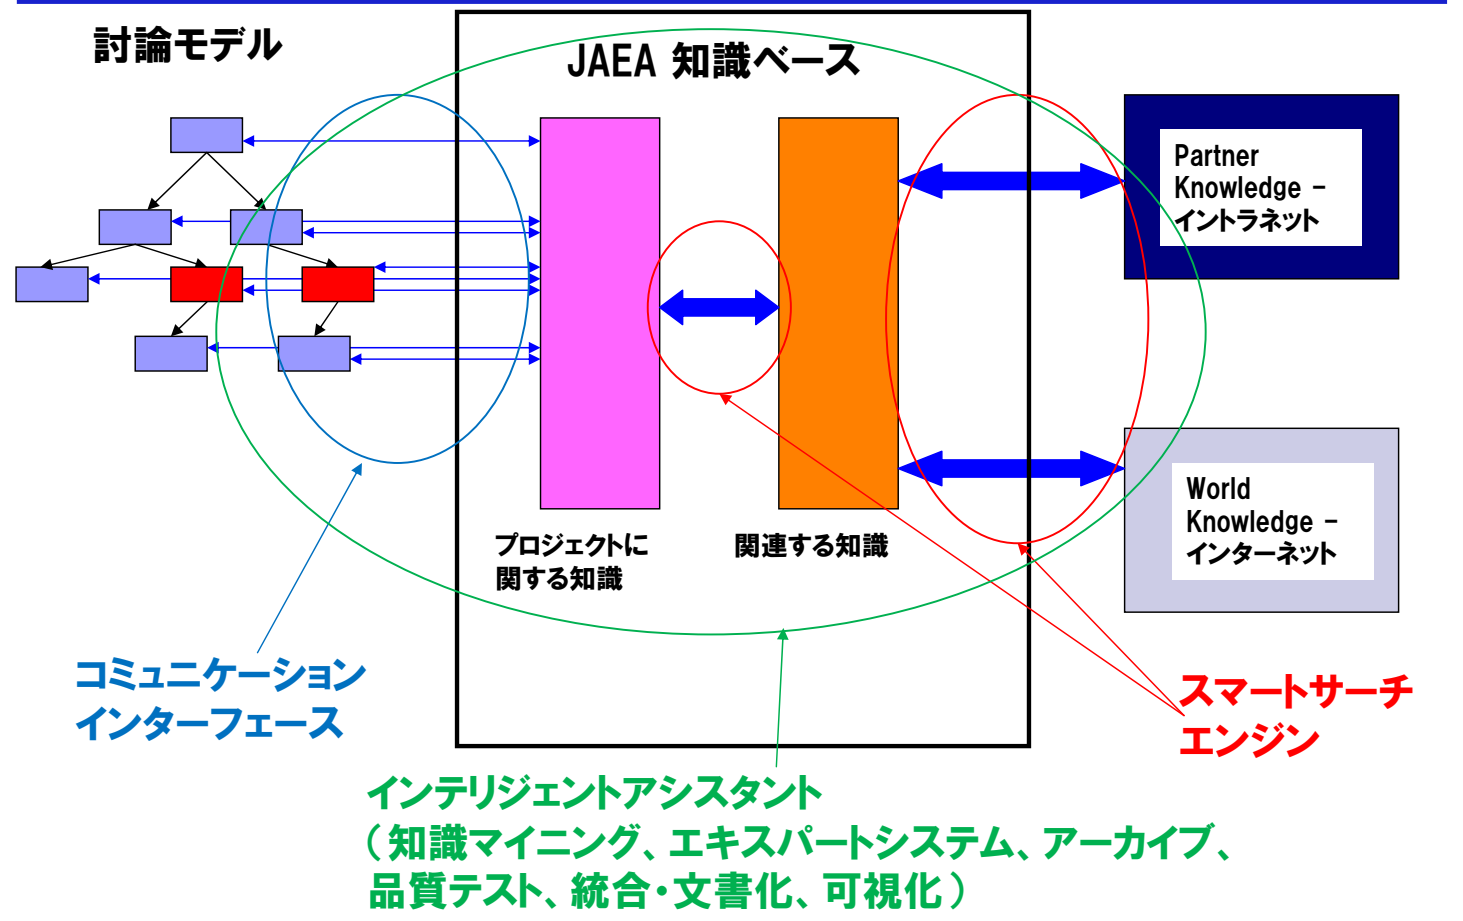 討論モデル
JAEA 知識ベース
Partner
Knowledge -
イントラネット
World
Knowledge -
インターネット
プロジェクトに
関する知識
関連する知識
コミュニケーション
インターフェース
スマートサーチ
エンジン
インテリジェントアシスタント
（知識マイニング、エキスパートシステム、アーカイブ、
品質テスト、統合・文書化、可視化）